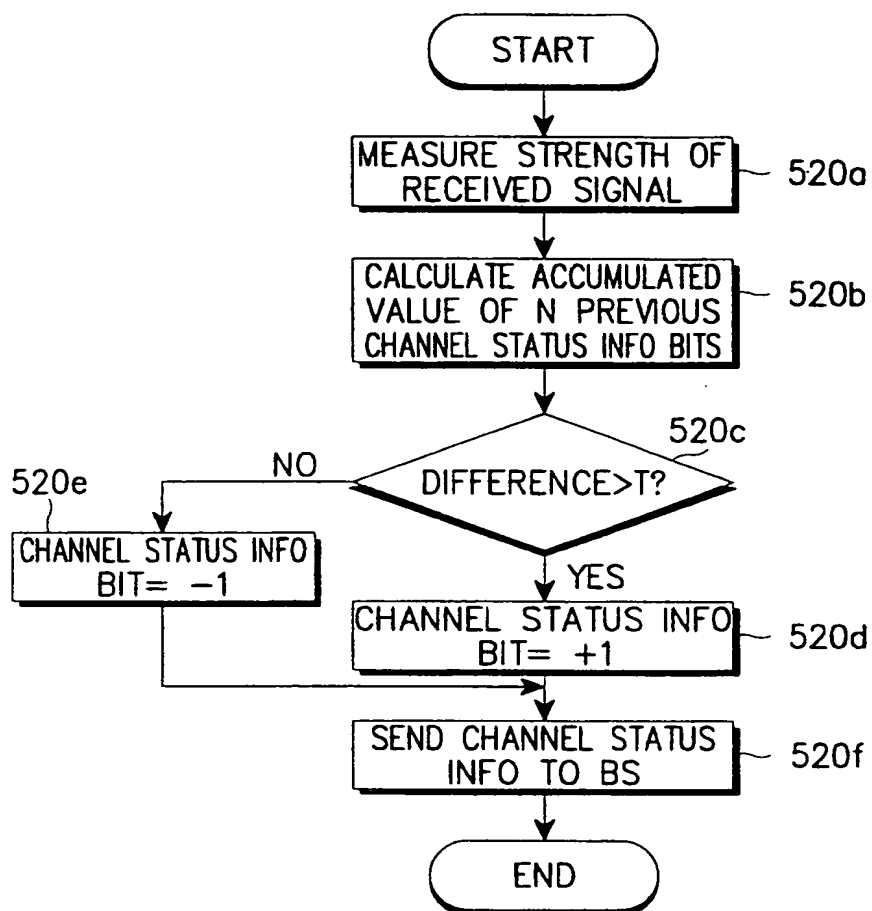 START
MEASURE STRENGTH OF
RECEIVED SIGNAL
520a
CALCULATE ACCUMULATED
VALUE OF N PREVIOUS
CHANNEL STATUS INFO BITS
520b
520c
DIFFERENCE>T?
NO
520e
CHANNEL STATUS INFO
BIT= -1
YES
CHANNEL STATUS INFO
BIT= +1
520d
SEND CHANNEL STATUS
INFO TO BS
520f
END